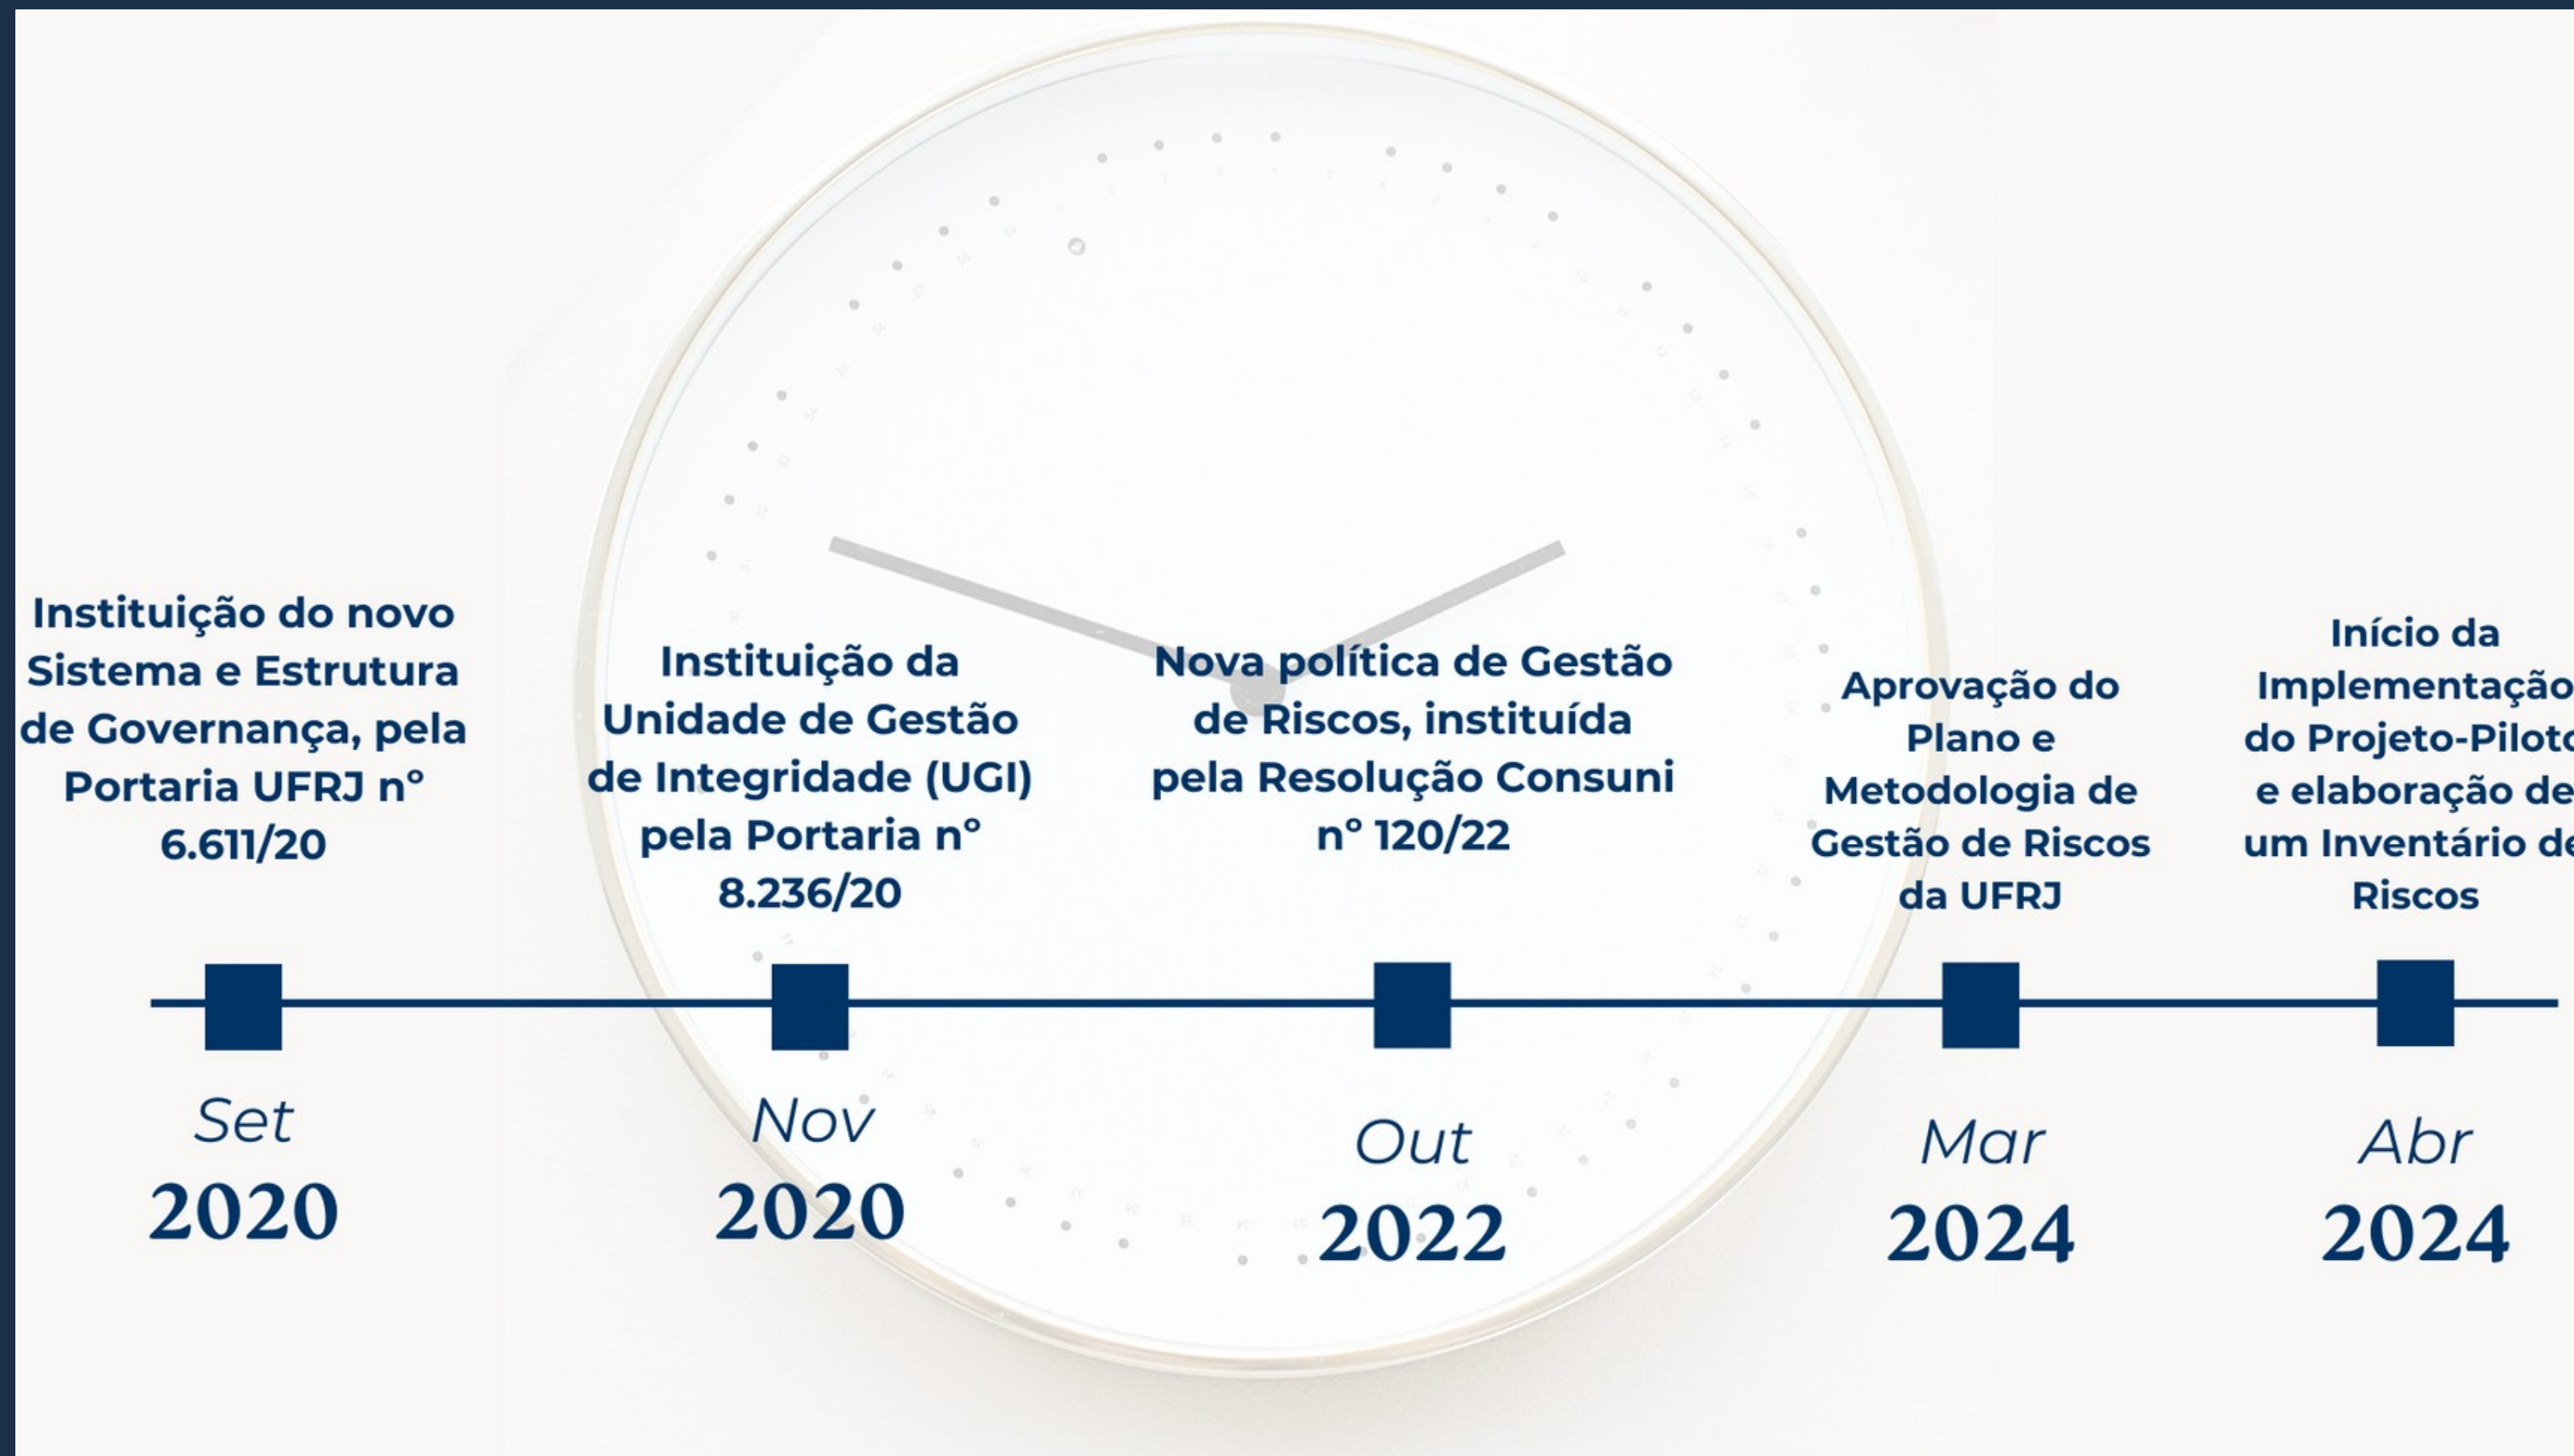 Instituição do novo
Sistema e Estrutura
de Governança, pela
Portaria UFRJ nº
6.611/20
Set
2020
Instituição da
Unidade de Gestão
de Integridade (UGI)
pela Portaria nº
8.236/20
Nov
2020
Nova política de Gestão
de Riscos, instituída
pela Resolução Consuni
nº 120/22
Out
2022
Aprovação do
Plano e
Metodologia de
Gestão de Riscos
da UFRJ
Mar
2024
Início da
Implementação
do Projeto-Piloto
e elaboração de
um Inventário de
Riscos
Abr
2024